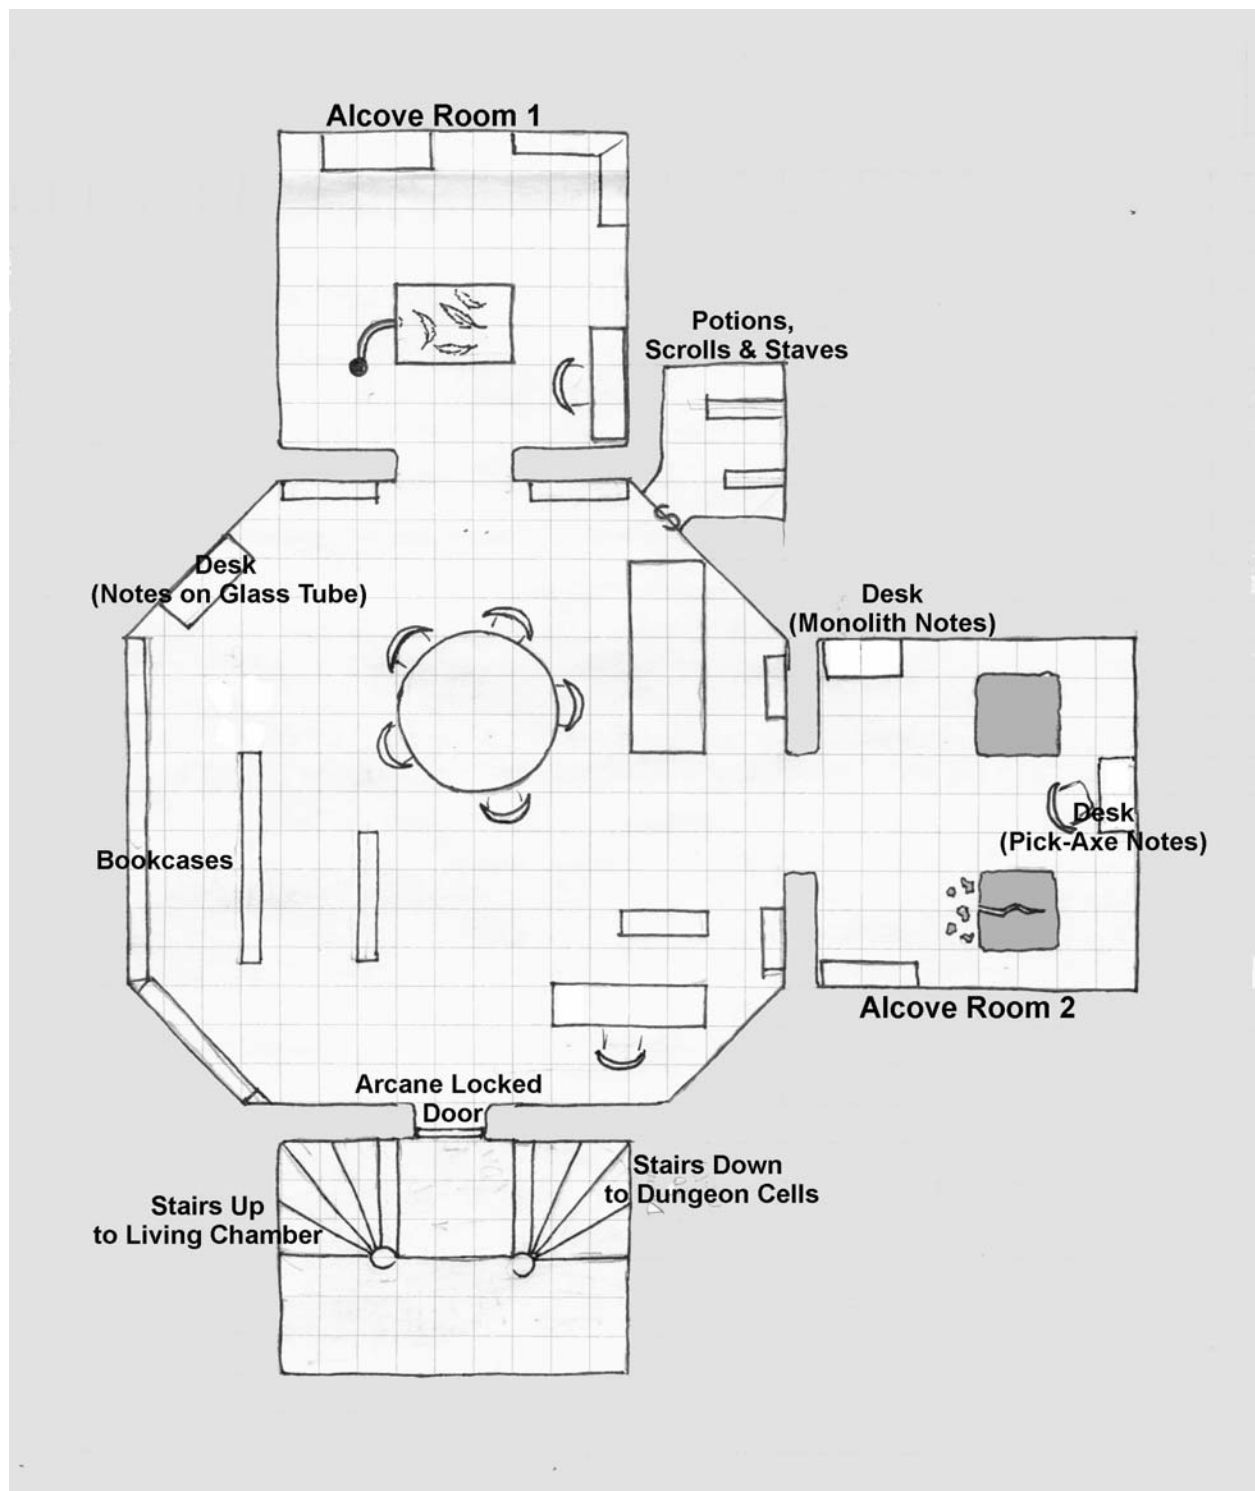 Alcove Room 1
Potions,
Scrolls & Staves
Desk
(Notes on Glass Tube)
Desk
(Monolith Notes)
S
Desk
(Pick-Axe Notes)
Bookcases
Alcove Room 2
Arcane Locked
Door
Stairs Down
to Dungeon Cells
Stairs Up
to Living Chamber